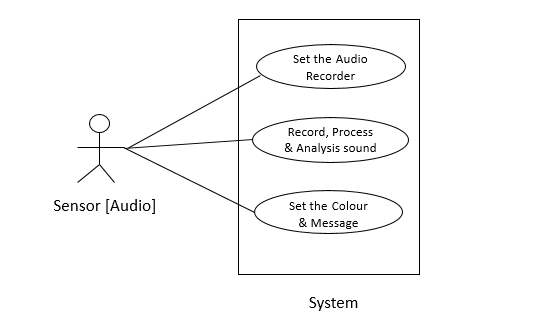 Set the Audio
Recorder
Record, Process
& Analysis sound
Sensor [Audio]
Set the Colour
& Message
System